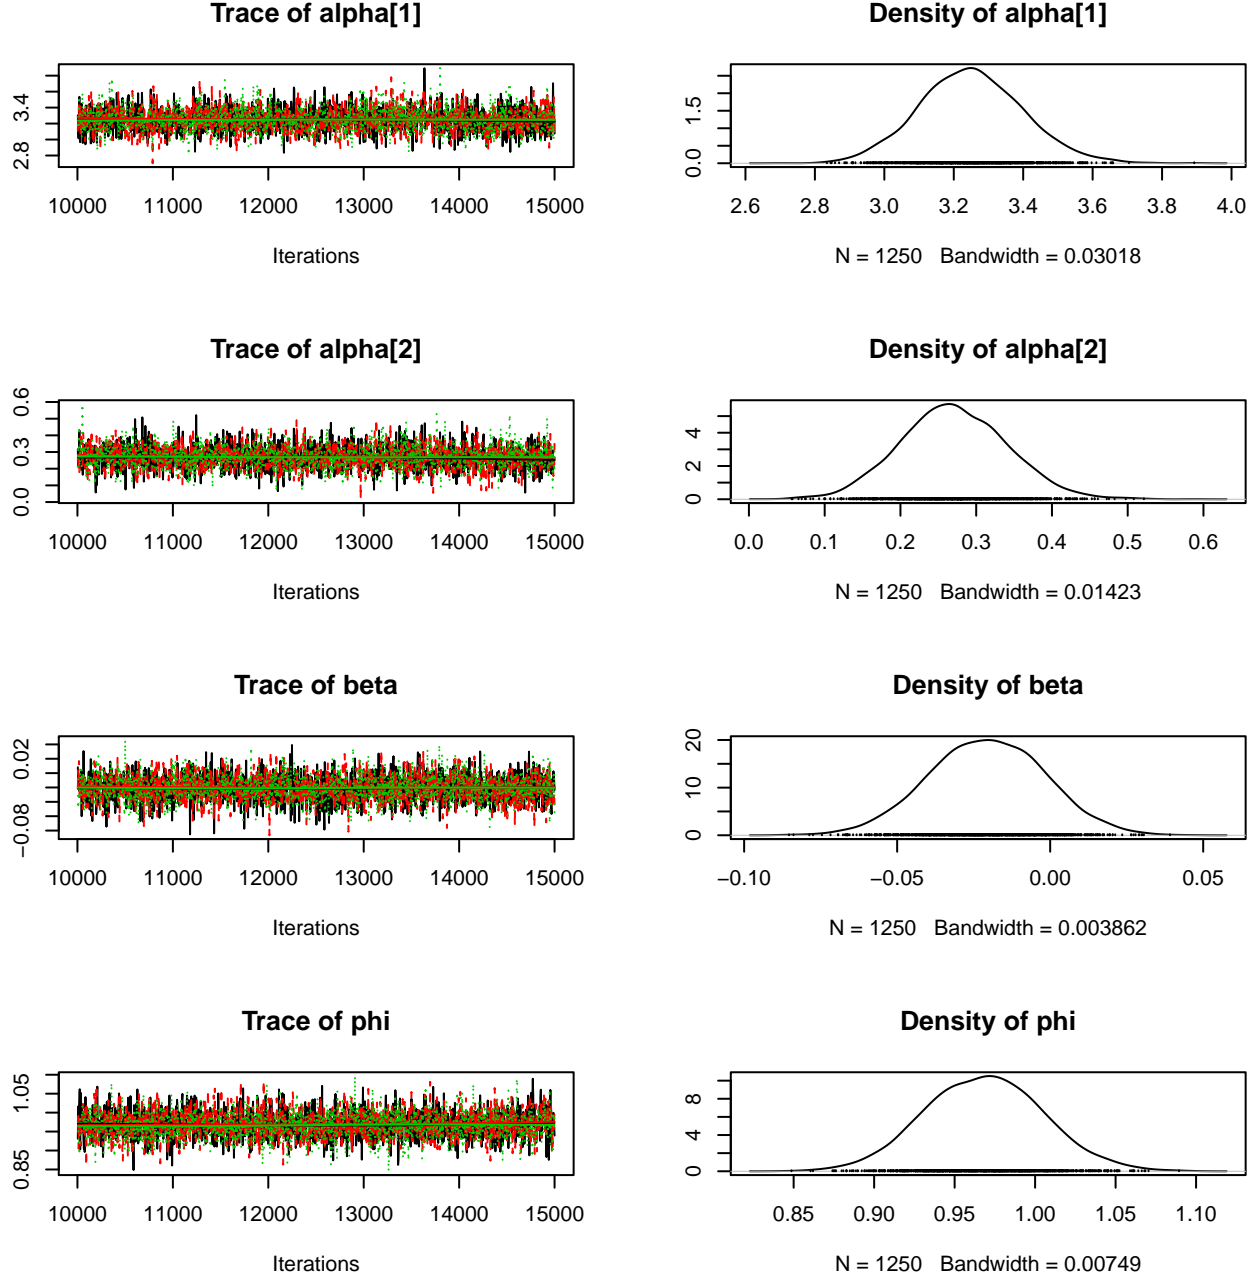 Trace of alpha[1]
2.8 3.4
10000 11000 12000 13000 14000 15000
Iterations
Density of alpha[1]
0.0 1.5
2.6 2.8 3.0 3.2 3.4 3.6 3.8 4.0
N = 1250 Bandwidth = 0.03018
Trace of alpha[2]
0.0 0.3 0.6
10000 11000 12000 13000 14000 15000
Iterations
Density of alpha[2]
0 2 4
0.0 0.1 0.2 0.3 0.4 0.5 0.6
N = 1250 Bandwidth = 0.01423
Trace of beta
−0.08 0.02
10000 11000 12000 13000 14000 15000
Iterations
Density of beta
0 10 20
−0.10 −0.05 0.00 0.05
N = 1250 Bandwidth = 0.003862
Trace of phi
0.85 1.05
10000 11000 12000 13000 14000 15000
Iterations
Density of phi
0 4 8
0.85 0.90 0.95 1.00 1.05 1.10
N = 1250 Bandwidth = 0.00749